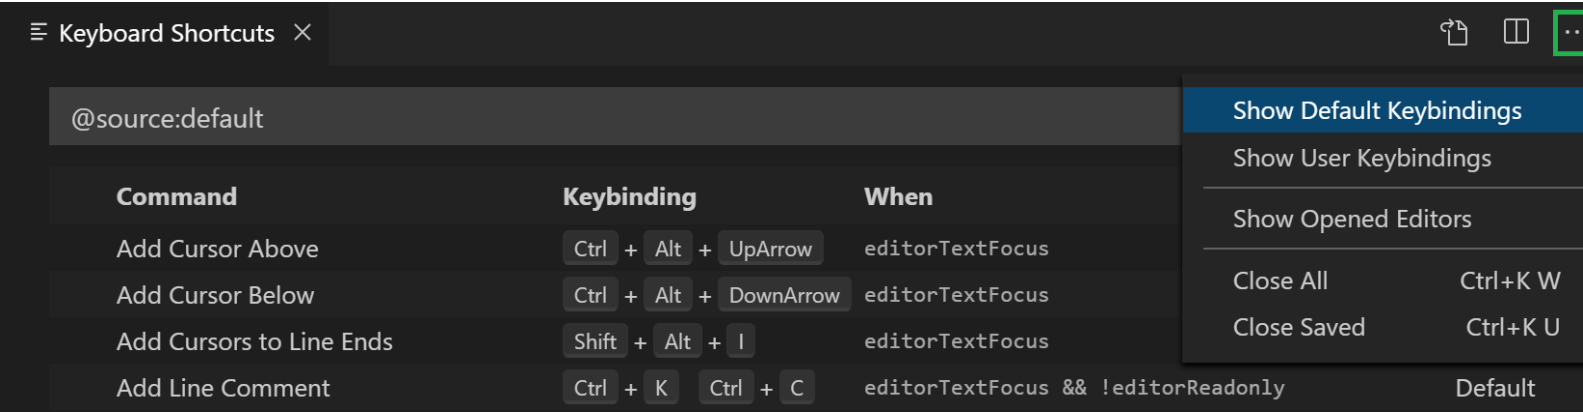 Keyboard Shortcuts
@source:default
Show Default Keybindings
Show User Keybindings
Show Opened Editors
Close All Ctrl+K W
Close Saved Ctrl+K U
Command Keybinding When
Add Cursor Above Ctrl + Alt + UpArrow editorTextFocus
Add Cursor Below Ctrl + Alt + DownArrow editorTextFocus
Add Cursors to Line Ends Shift + Alt + I editorTextFocus
Add Line Comment Ctrl + K Ctrl + C editorTextFocus && !editorReadonly Default